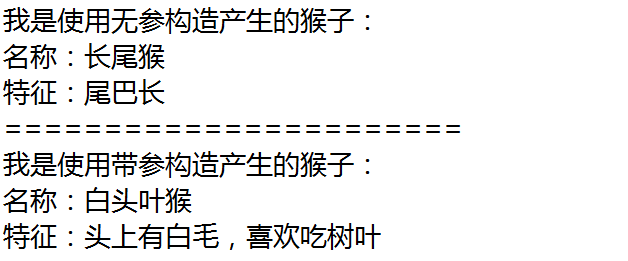 我是使用无参构造产生的猴子：
名称：长尾猴
特征：尾巴长
=======================
我是使用带参构造产生的猴子：
名称：白头叶猴
特征：头上有白毛，喜欢吃树叶